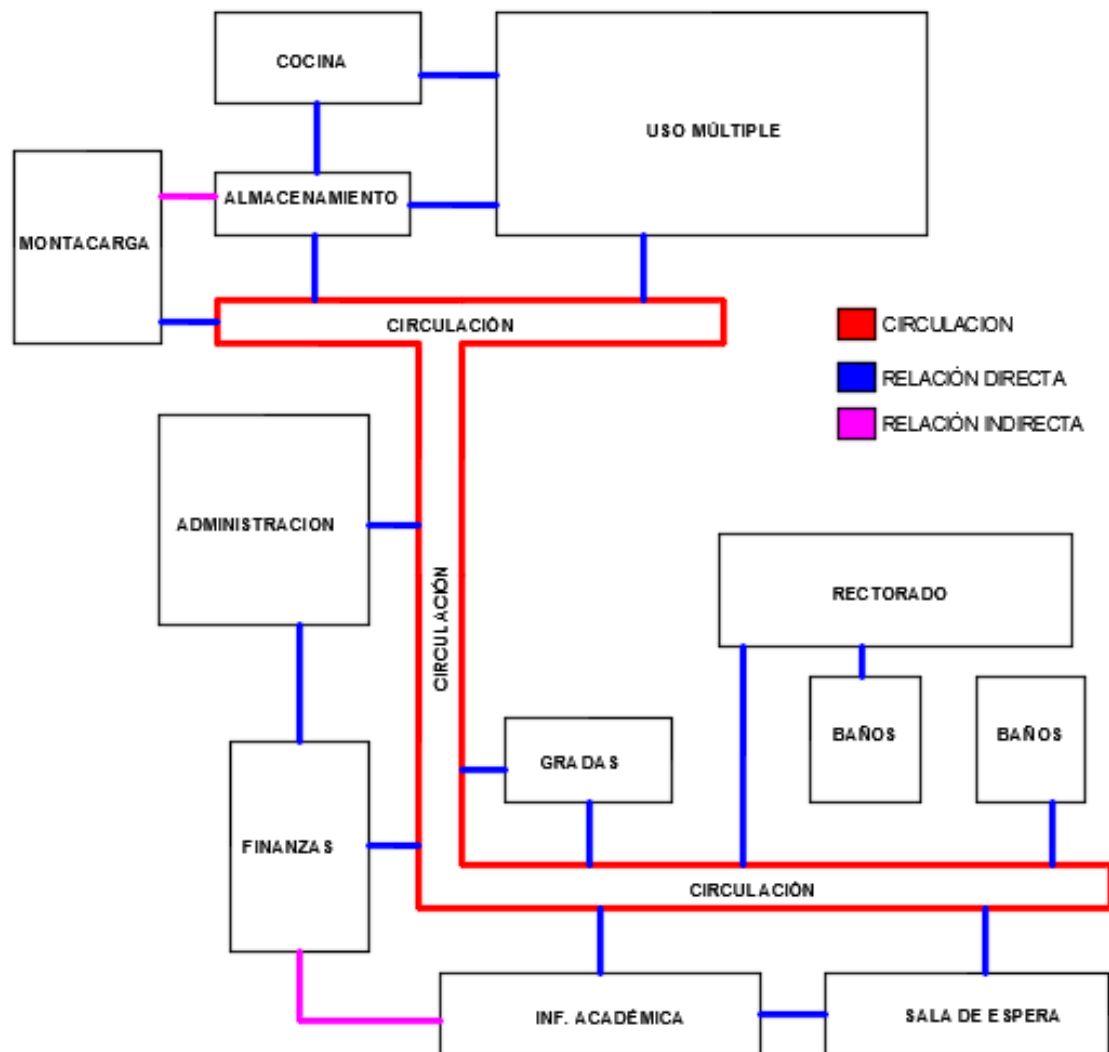 COCINA
USO MÚLTIPLE
ALMACENAMIENTO
MONTACARGA
CIRCULACIÓN
CIRCULACION
RELACIÓN DIRECTA
RELACIÓN INDIRECTA
ADMINISTRACION
CIRCULACIÓN
RECTORADO
GRADAS
BAÑOS
BAÑOS
FINANZAS
CIRCULACIÓN
INF. ACADÉMICA
SALA DE ESPERA